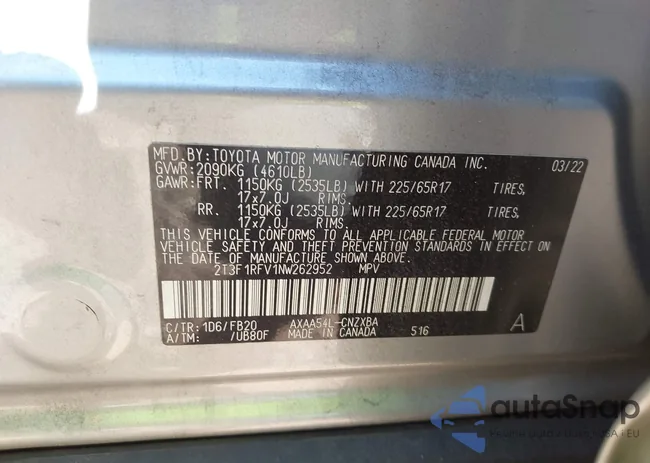 MFD.BY:TOYOTA MOTOR MANUFACTURING CANADA INC. 03/22
GVWR:2090KG (4610LB)
GAWR:FRT. 1150KG (2535LB) WITH 225/65R17 TIRES,
17x7.0J RIMS.
RR. 1150KG (2535LB) WITH 225/65R17 TIRES,
17x7.0J RIMS.
THIS VEHICLE CONFORMS TO ALL APPLICABLE FEDERAL MOTOR
VEHICLE SAFETY AND THEFT PREVENTION STANDARDS IN EFFECT ON
THE DATE OF MANUFACTURE SHOWN ABOVE.
2T3F1RFV1NW262952 MPV
C/TR: 1D6/FB20 AXAA54L-CNZXBA
A/TM: /UB80F MADE IN CANADA 516 A
autoSnap